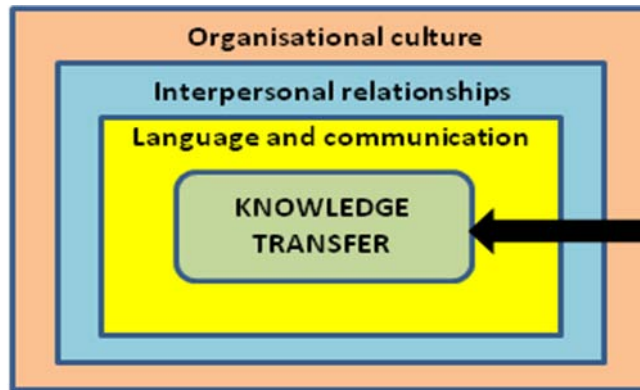 Organisational culture
Interpersonal relationships
Language and communication
KNOWLEDGE
TRANSFER